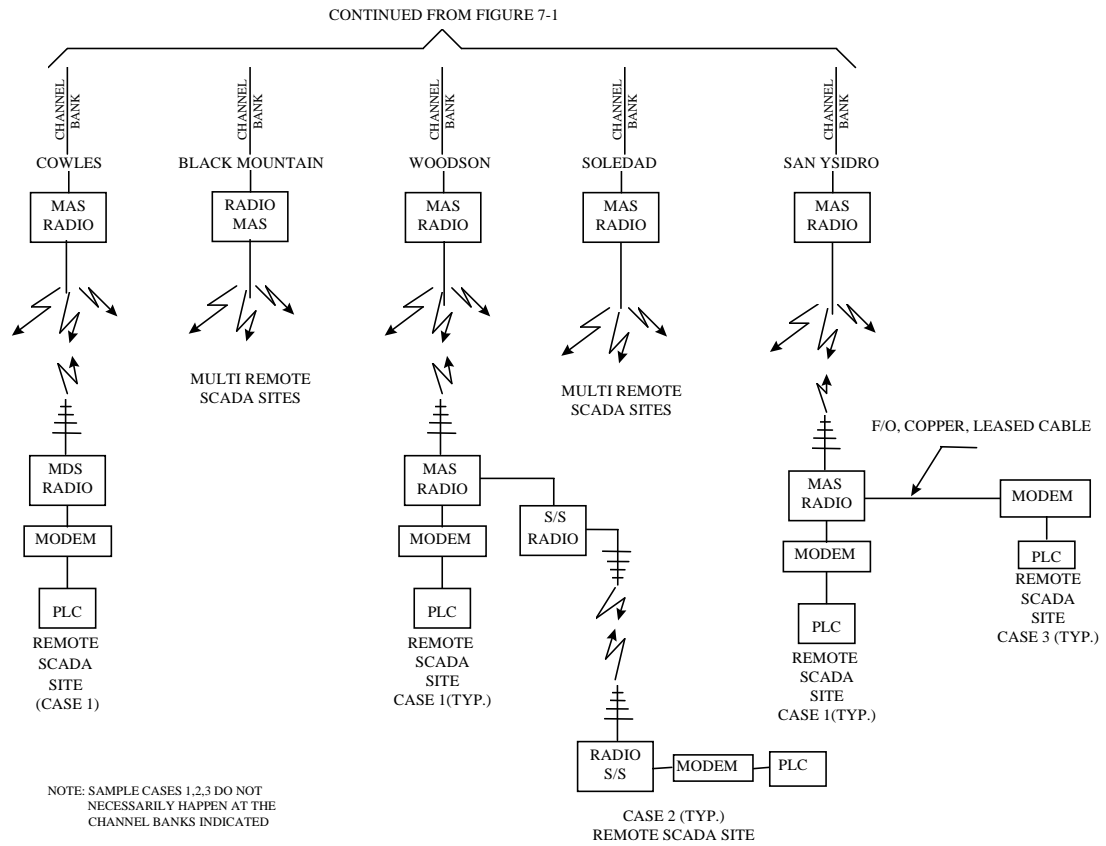 CONTINUED FROM FIGURE 7-1
CHANNEL
BANK
CHANNEL
BANK
CHANNEL
BANK
CHANNEL
BANK
CHANNEL
BANK
COWLES
BLACK MOUNTAIN
WOODSON
SOLEDAD
SAN YSIDRO
MAS
RADIO
RADIO
MAS
MAS
RADIO
MAS
RADIO
MAS
RADIO
MULTI REMOTE
SCADA SITES
MULTI REMOTE
SCADA SITES
F/O, COPPER, LEASED CABLE
MDS
RADIO
MODEM
PLC
REMOTE
SCADA
SITE
(CASE 1)
MAS
RADIO
MODEM
PLC
REMOTE
SCADA
SITE
CASE 1(TYP.)
S/S
RADIO
MAS
RADIO
MODEM
PLC
REMOTE
SCADA
SITE
CASE 1(TYP.)
MODEM
PLC
REMOTE
SCADA
SITE
CASE 3 (TYP.)
RADIO
S/S
MODEM
PLC
CASE 2 (TYP.)
REMOTE SCADA SITE
NOTE: SAMPLE CASES 1,2,3 DO NOT
NECESSARILY HAPPEN AT THE
CHANNEL BANKS INDICATED